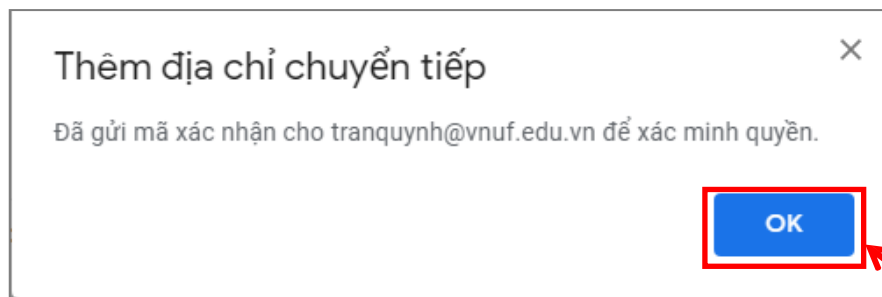 Thêm địa chỉ chuyển tiếp
Đã gửi mã xác nhận cho tranquynh@vnuf.edu.vn để xác minh quyền.
OK